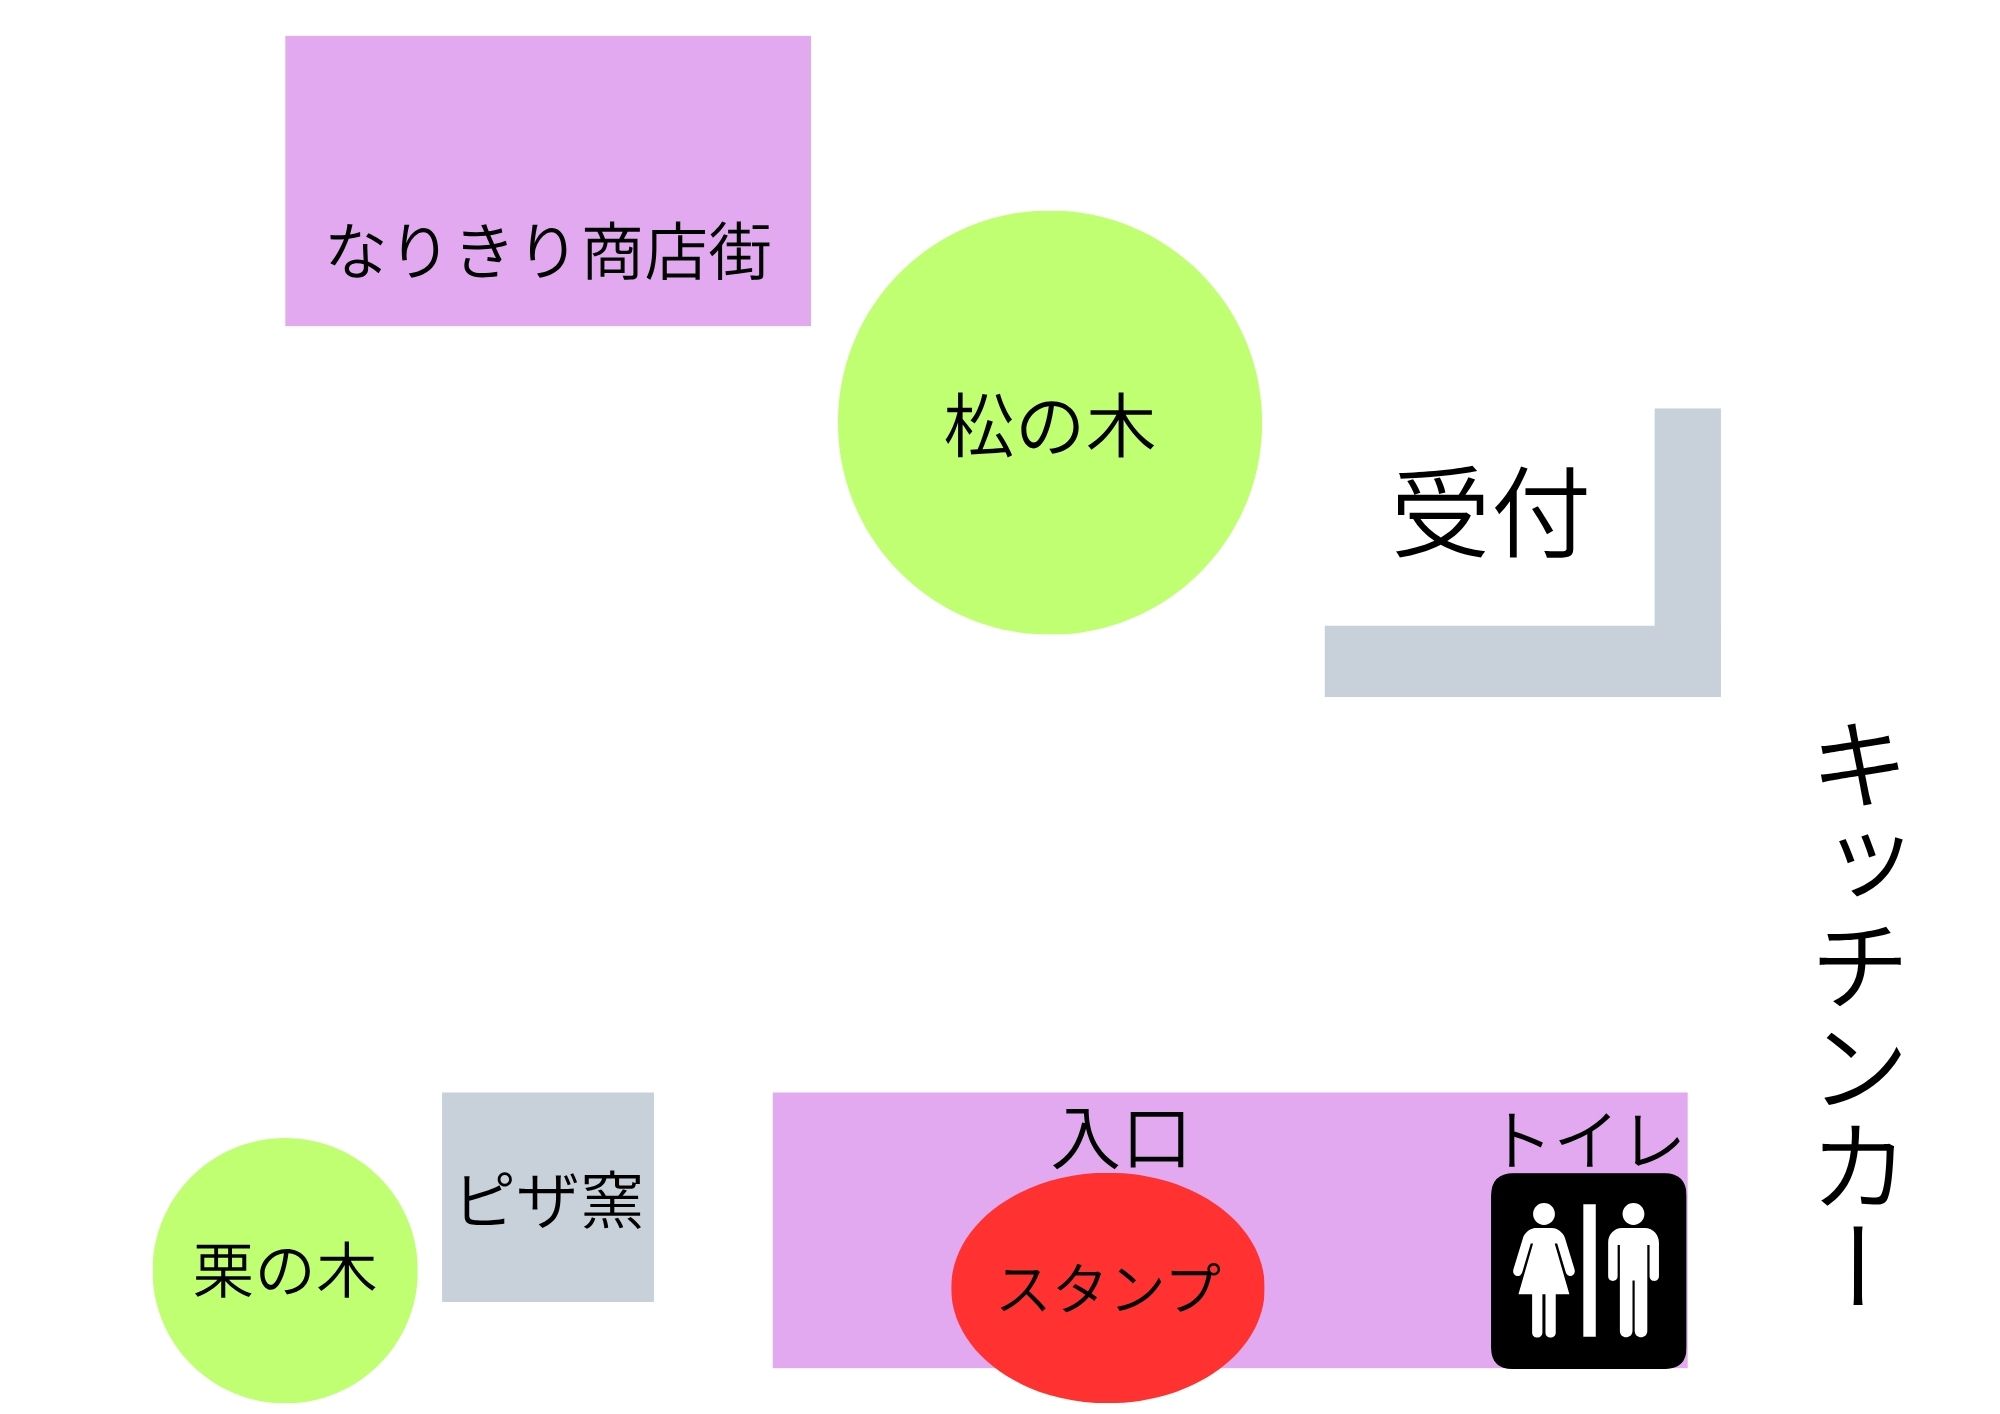 なりきり商店街
松の木
受付
キッチンカー
入口
トイレ
ピザ窯
栗の木
スタンプ